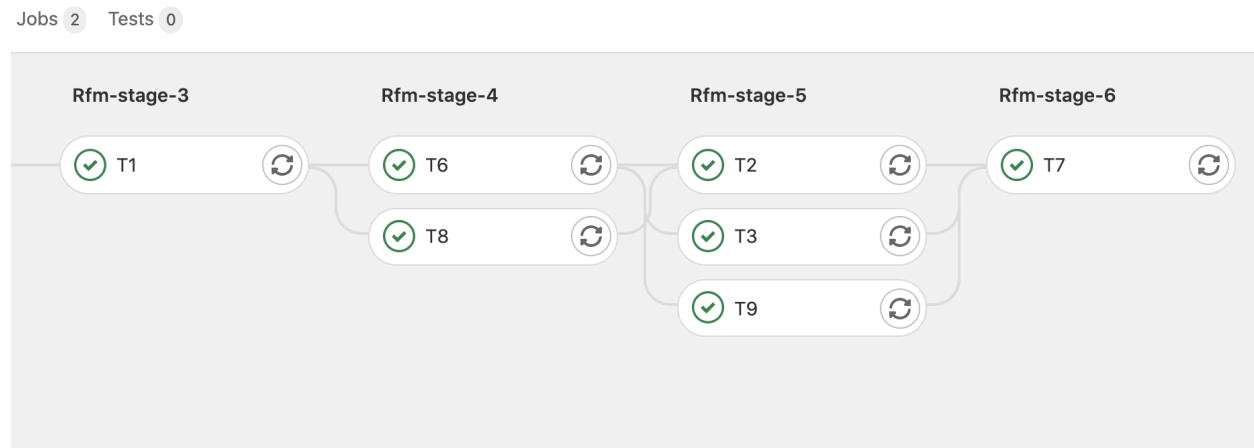 Jobs 2 Tests 0
Rfm-stage-3 Rfm-stage-4 Rfm-stage-5 Rfm-stage-6
T1 T6 T2 T7
T8 T3
T9